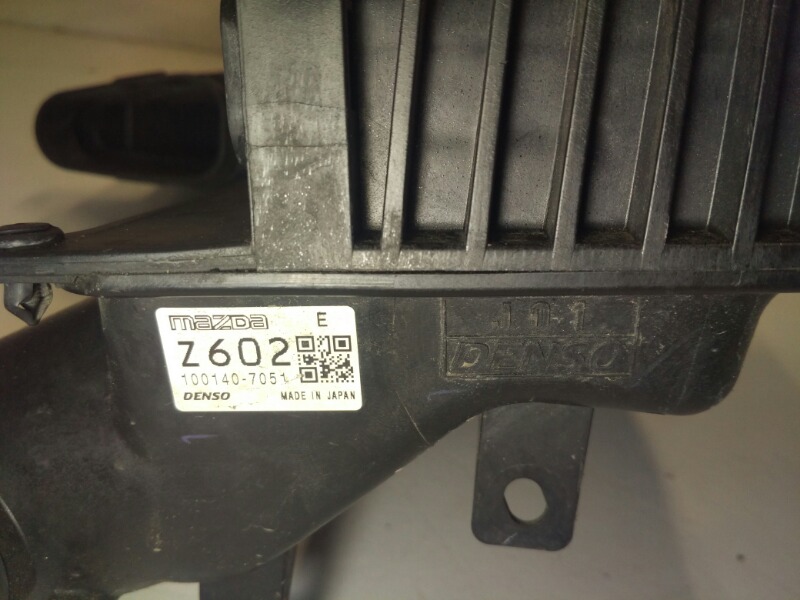 mazda E
Z602
100140-7051
DENSO MADE IN JAPAN
DENSO